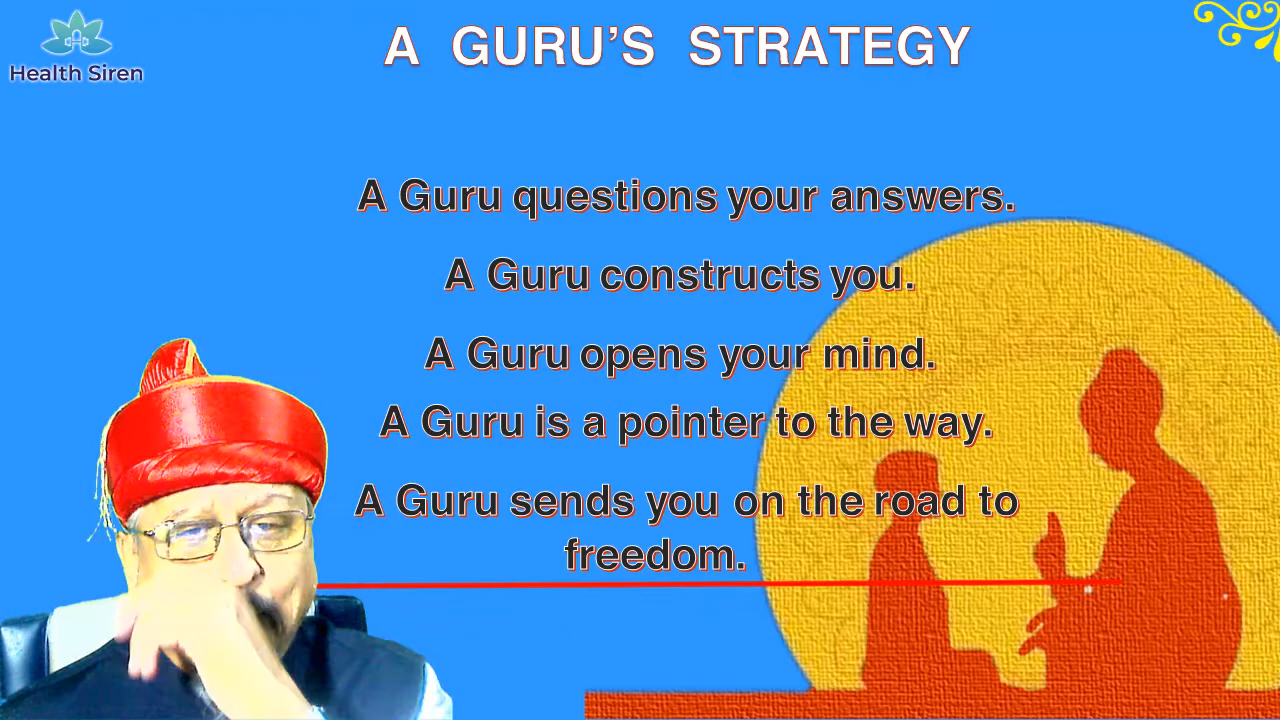 Health Siren
A GURU’S STRATEGY
A Guru questions your answers.
A Guru constructs you.
A Guru opens your mind.
A Guru is a pointer to the way.
A Guru sends you on the road to
freedom.